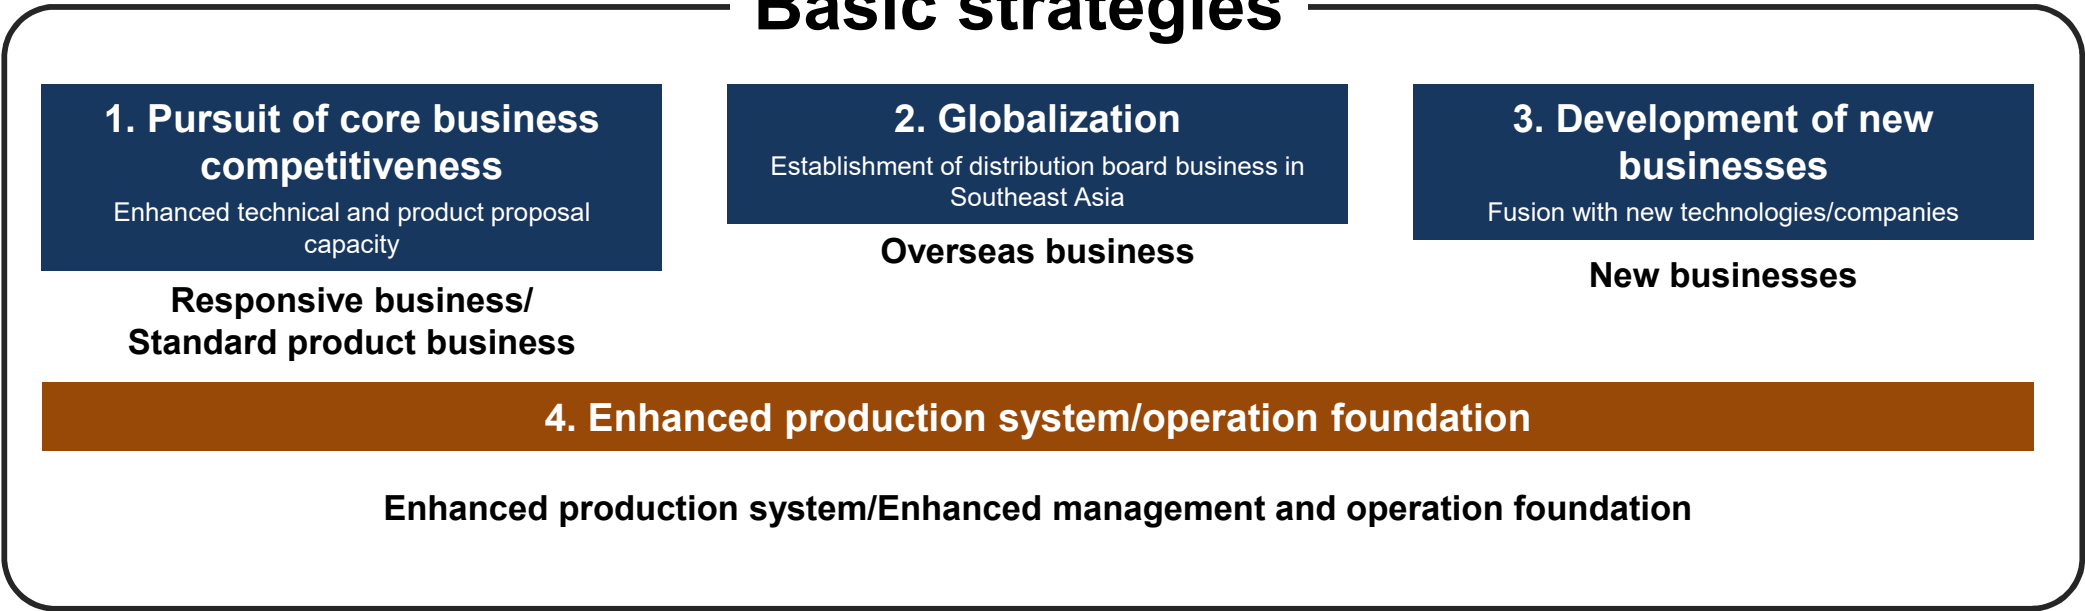 Basic strategies
1. Pursuit of core business
competitiveness
Enhanced technical and product proposal
capacity
Responsive business/
Standard product business
2. Globalization
Establishment of distribution board business in
Southeast Asia
Overseas business
3. Development of new
businesses
Fusion with new technologies/companies
New businesses
4. Enhanced production system/operation foundation
Enhanced production system/Enhanced management and operation foundation